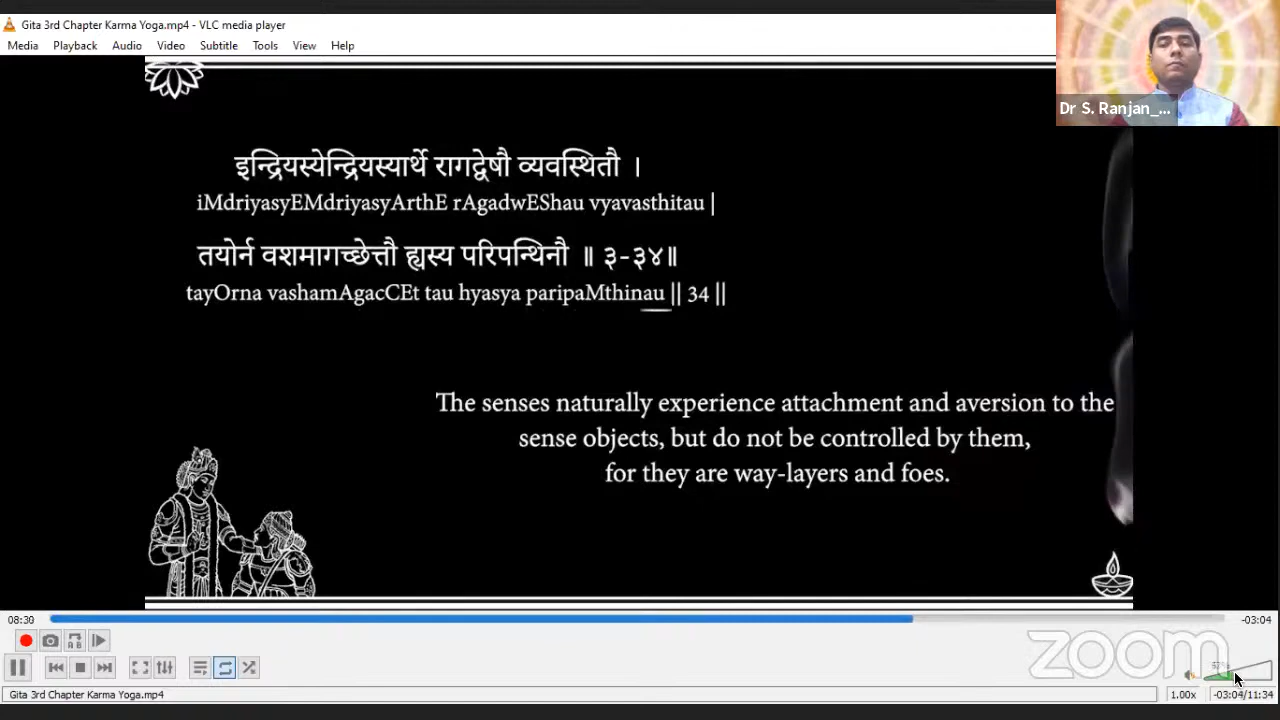 Gita 3rd Chapter Karma Yoga.mp4 - VLC media player
Media Playback Audio Video Subtitle Tools View Help
Dr S. Ranjan_...
इन्द्रियस्येन्द्रियस्यार्थे रागद्वेषौ व्यवस्थितौ ।
iMdriyasyEMdriyasyArthE rAgadwEShau vyavasthitau |
तयोर्न वशमागच्छेत्तौ ह्यस्य परिपन्थिनौ ॥ ३-३४॥
tayOrna vashamAgacCEt tau hyasya paripaMthinau || 34 ||
The senses naturally experience attachment and aversion to the
sense objects, but do not be controlled by them,
for they are way-layers and foes.
08:30 -03:04
zoom
57%
Gita 3rd Chapter Karma Yoga.mp4 1.00x -03:04/11:34